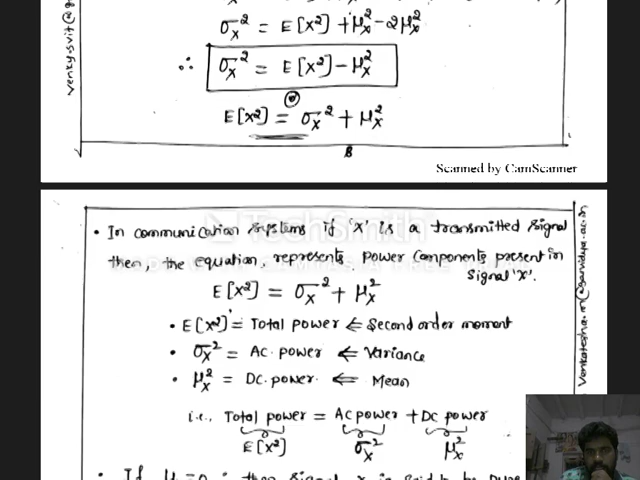 σx² = E[x²] + μx² - 2μx²
∴ σx² = E[x²] - μx²
E[x²] = σx² + μx²
Scanned by CamScanner
• In communication systems if 'x' is a transmitted signal
then, the equation, represents power components present in
signal 'x'.
E[x²] = σx² + μx²
• E[x²] = Total power ⇐ Second order moment
• σx² = Ac power ⇐ Variance
• μx² = DC power ⇐ Mean
i.e., Total power = Ac power + DC power
E[x²] σx² μx²
TechSmith